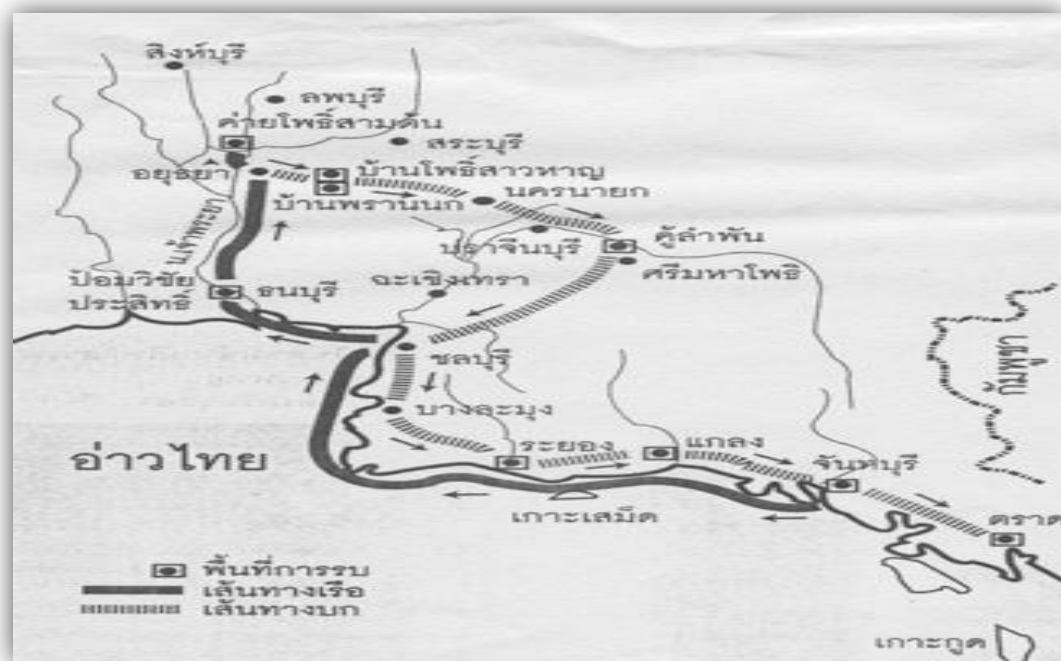 สิงห์บุรี
ลพบุรี
ค่ายโพธิ์สามต้น
สระบุรี
อยุธยา
บ้านโพธิ์สาวหาญ
นครนายก
บ้านพรานนก
น.เจ้าพระยา
ปราจีนบุรี
คู้ลำพัน
ศรีมหาโพธิ
ป้อมวิชัย
ประสิทธิ์
ธนบุรี
ฉะเชิงเทรา
กัมพูชา
ชลบุรี
บางละมุง
อ่าวไทย
ระยอง
แกลง
จันทบุรี
เกาะเสม็ด
ตราด
พื้นที่การรบ
เส้นทางเรือ
เส้นทางบก
เกาะกูด